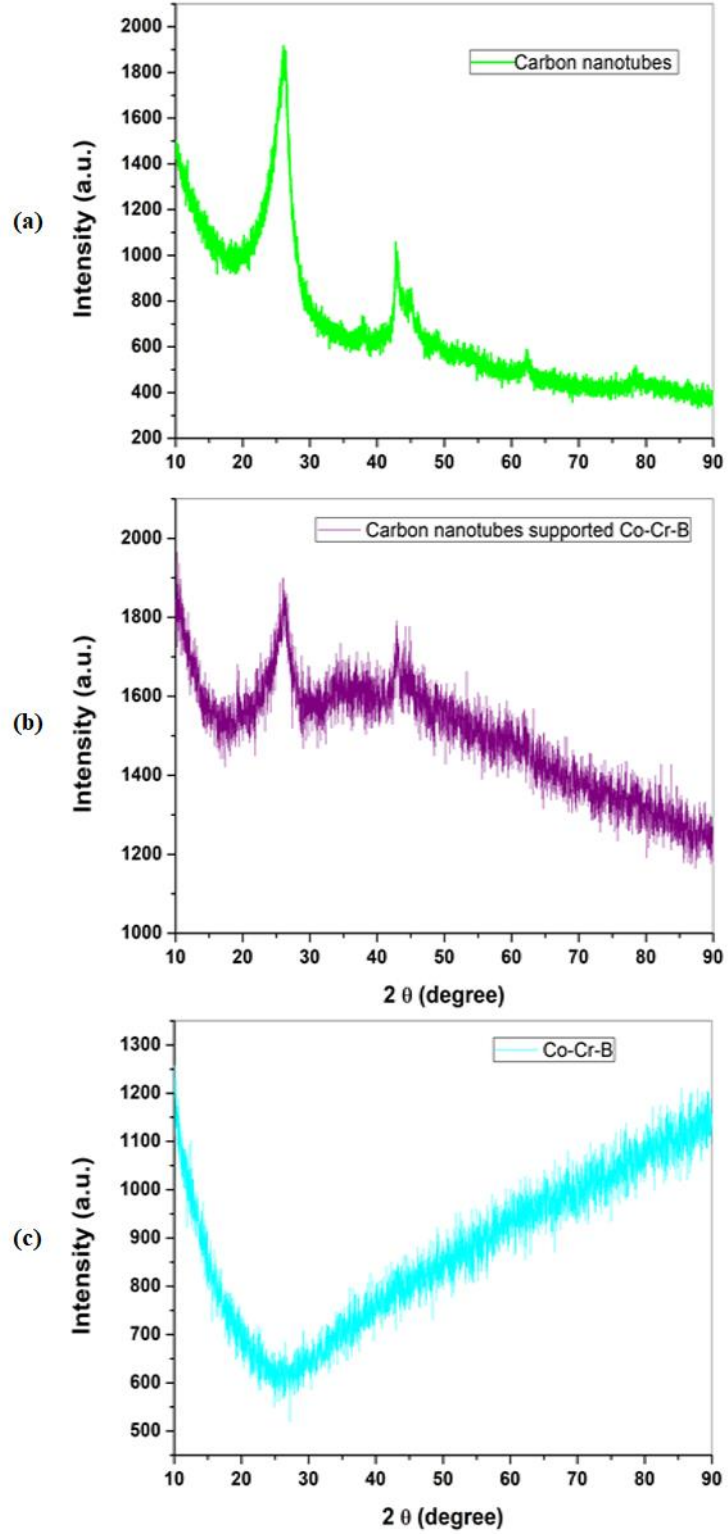 (a)
Intensity (a.u.)
2000
1800
1600
1400
1200
1000
800
600
400
200
Carbon nanotubes
10 20 30 40 50 60 70 80 90
(b)
Intensity (a.u.)
2000
1800
1600
1400
1200
1000
Carbon nanotubes supported Co-Cr-B
10 20 30 40 50 60 70 80 90
2 θ (degree)
(c)
Intensity (a.u.)
1300
1200
1100
1000
900
800
700
600
500
Co-Cr-B
10 20 30 40 50 60 70 80 90
2 θ (degree)